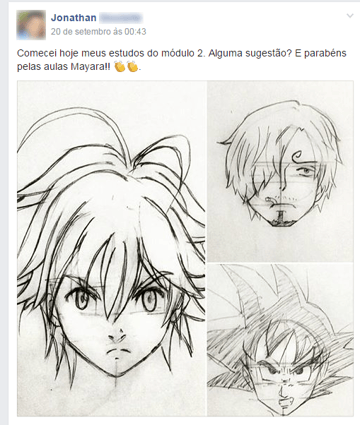 Jonathan
20 de setembro às 00:43
Comecei hoje meus estudos do módulo 2. Alguma sugestão? E parabéns
pelas aulas Mayara!! 👏👏.